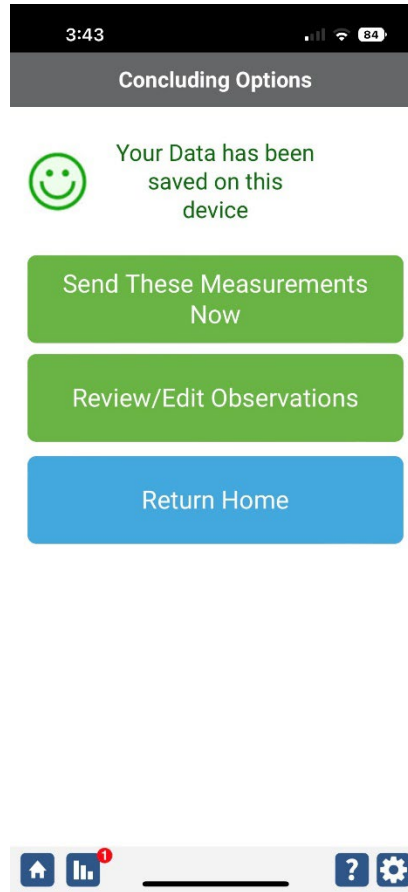 3:43
84
Concluding Options
Your Data has been
saved on this
device
Send These Measurements
Now
Review/Edit Observations
Return Home
1
?